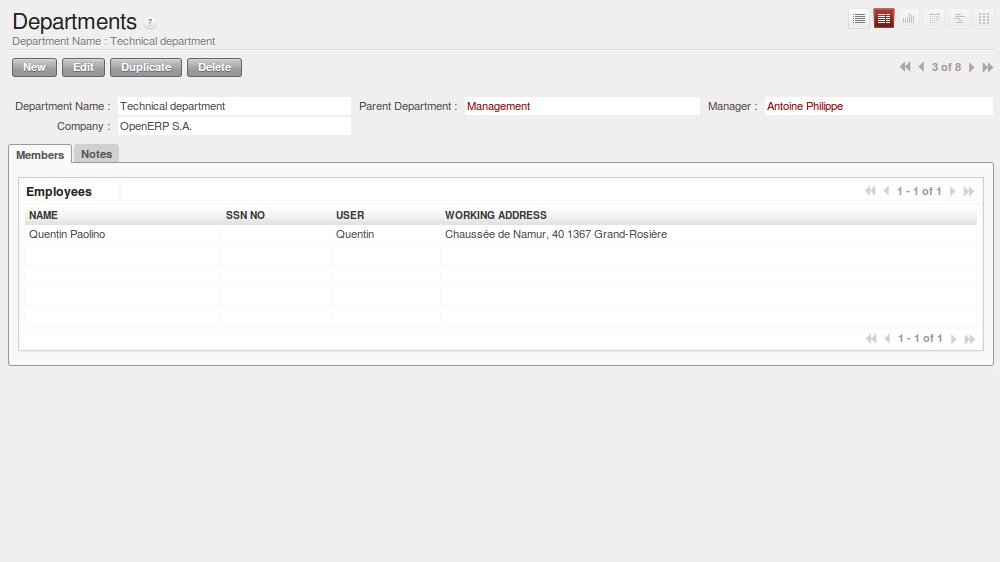 Departments ?
Department Name : Technical department
New Edit Duplicate Delete 3 of 8
Department Name : Technical department Parent Department : Management Manager : Antoine Philippe
Company : OpenERP S.A.
Members Notes
Employees 1 - 1 of 1
NAME SSN NO USER WORKING ADDRESS
Quentin Paolino Quentin Chaussée de Namur, 40 1367 Grand-Rosière
1 - 1 of 1